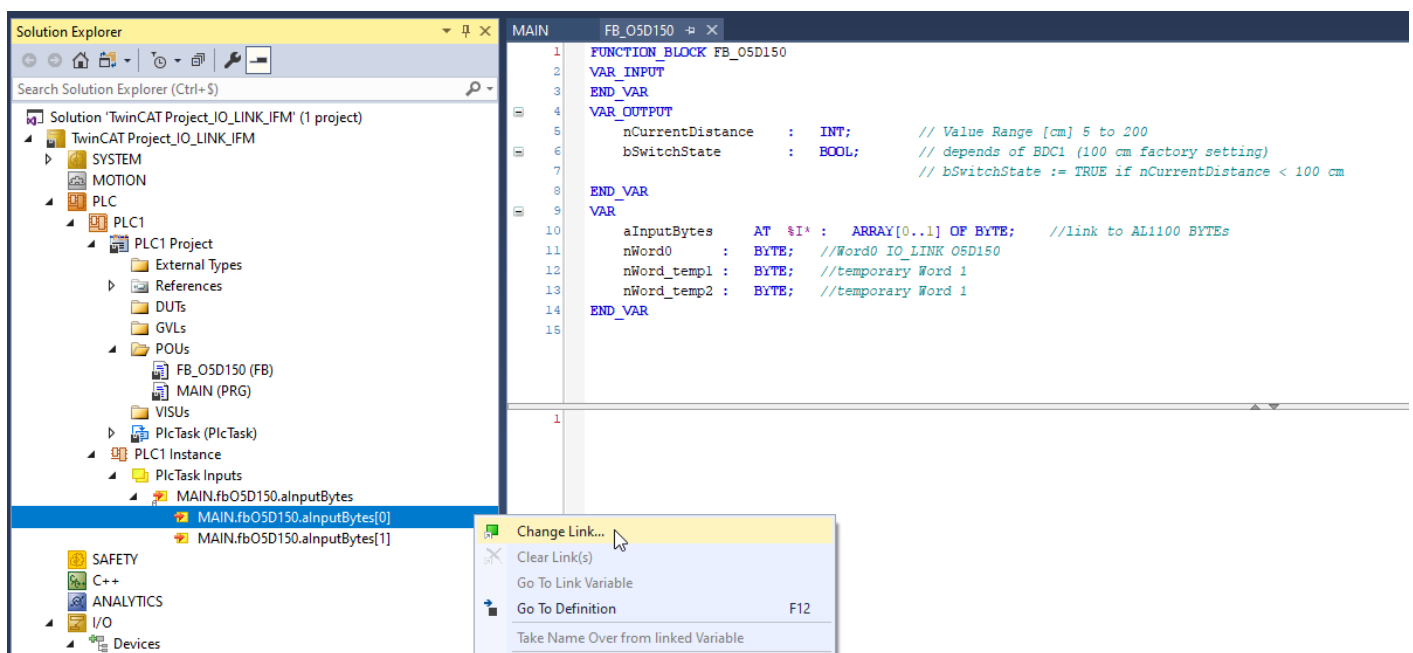 Solution Explorer
Search Solution Explorer (Ctrl+$)
Solution 'TwinCAT Project_IO_LINK_IFM' (1 project)
TwinCAT Project_IO_LINK_IFM
SYSTEM
MOTION
PLC
PLC1
PLC1 Project
External Types
References
DUTs
GVLs
POUs
FB_O5D150 (FB)
MAIN (PRG)
VISUs
PlcTask (PlcTask)
PLC1 Instance
PlcTask Inputs
MAIN.fbO5D150.aInputBytes
MAIN.fbO5D150.aInputBytes[0]
MAIN.fbO5D150.aInputBytes[1]
SAFETY
C++
ANALYTICS
I/O
Devices
MAIN FB_O5D150
1 FUNCTION_BLOCK FB_O5D150
2 VAR_INPUT
3 END_VAR
4 VAR_OUTPUT
5 nCurrentDistance : INT; // Value Range [cm] 5 to 200
6 bSwitchState : BOOL; // depends of BDC1 (100 cm factory setting)
7 // bSwitchState := TRUE if nCurrentDistance < 100 cm
8 END_VAR
9 VAR
10 aInputBytes AT %I* : ARRAY[0..1] OF BYTE; //link to AL1100 BYTEs
11 nWord0 : BYTE; //Word0 IO_LINK O5D150
12 nWord_temp1 : BYTE; //temporary Word 1
13 nWord_temp2 : BYTE; //temporary Word 1
14 END_VAR
15
1
Change Link...
Clear Link(s)
Go To Link Variable
Go To Definition F12
Take Name Over from linked Variable